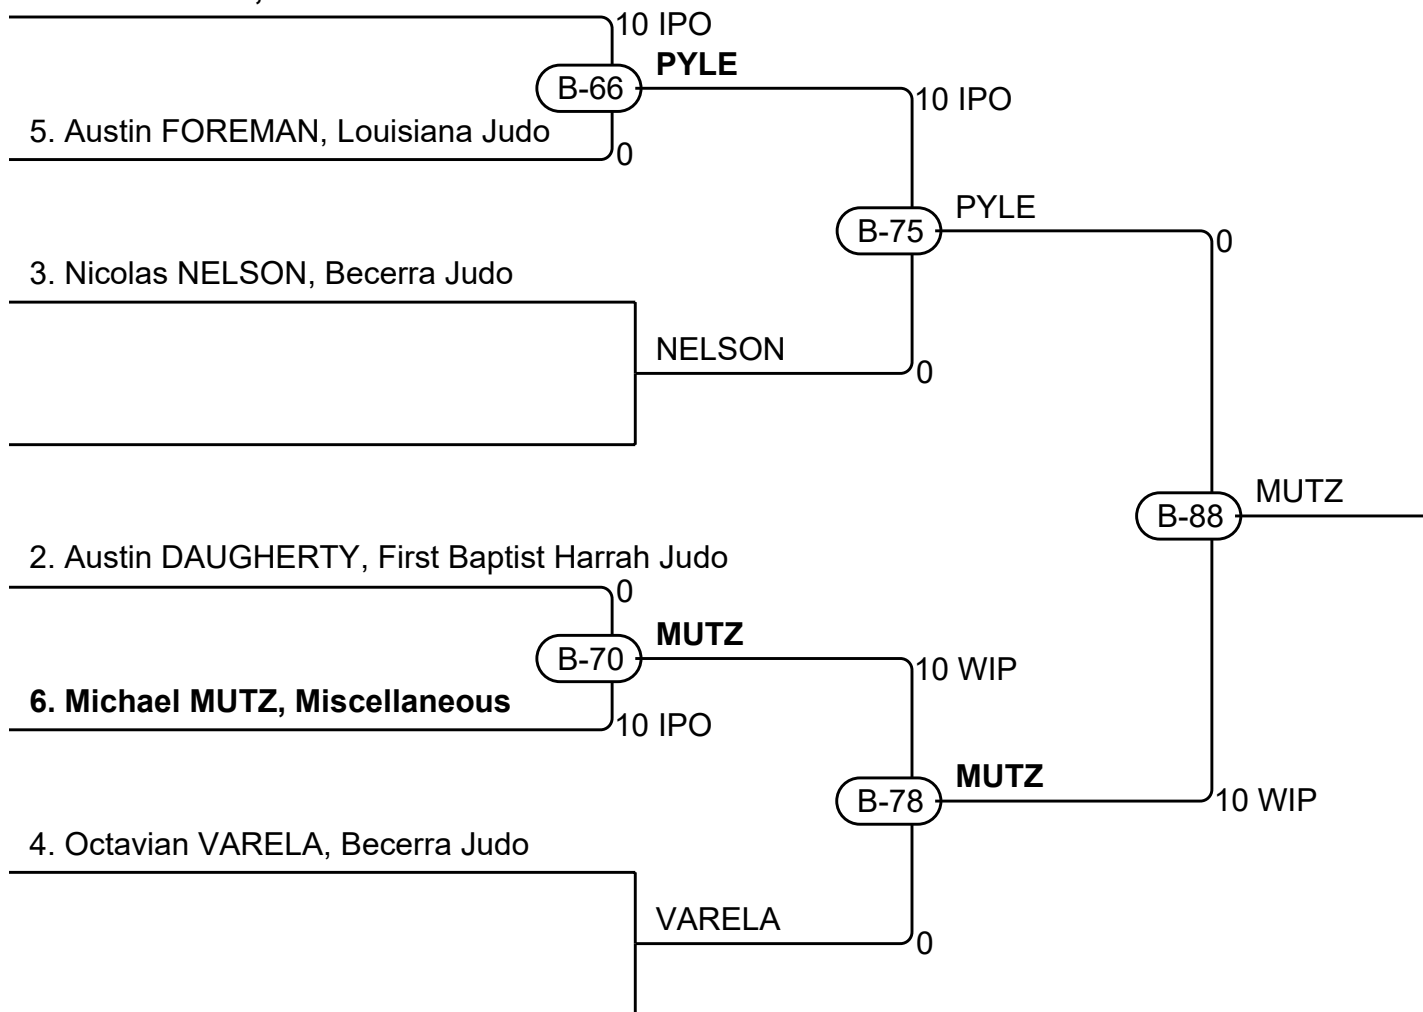 10 IPO
PYLE
B-66
10 IPO
5. Austin FOREMAN, Louisiana Judo
0
PYLE
B-75
0
3. Nicolas NELSON, Becerra Judo
NELSON
0
MUTZ
B-88
2. Austin DAUGHERTY, First Baptist Harrah Judo
0
MUTZ
B-70
10 WIP
6. Michael MUTZ, Miscellaneous
10 IPO
MUTZ
B-78
10 WIP
4. Octavian VARELA, Becerra Judo
VARELA
0